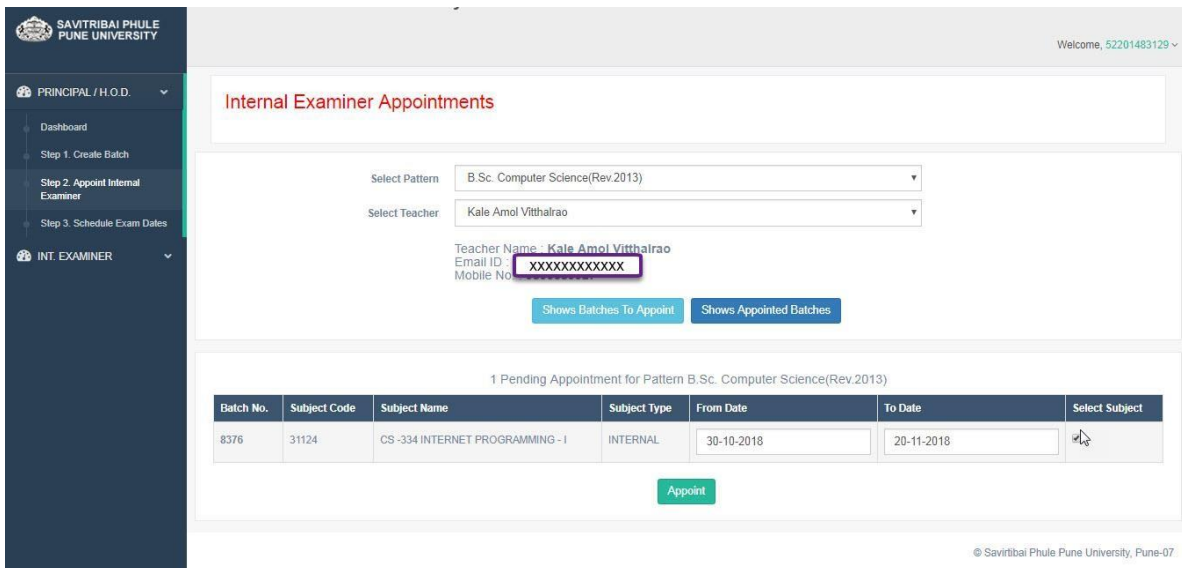 SAVITRIBAI PHULE
PUNE UNIVERSITY
Welcome, 52201483129
PRINCIPAL / H.O.D.
Dashboard
Step 1. Create Batch
Step 2. Appoint Internal
Examiner
Step 3. Schedule Exam Dates
INT. EXAMINER
Internal Examiner Appointments
Select Pattern B.Sc. Computer Science(Rev.2013)
Select Teacher Kale Amol Vitthalrao
Teacher Name : Kale Amol Vitthalrao
Email ID : XXXXXXXXXXXX
Mobile No
Shows Batches To Appoint Shows Appointed Batches
1 Pending Appointment for Pattern B.Sc. Computer Science(Rev.2013)
Batch No. Subject Code Subject Name Subject Type From Date To Date Select Subject
8376 31124 CS -334 INTERNET PROGRAMMING - I INTERNAL 30-10-2018 20-11-2018
Appoint
© Savirtibai Phule Pune University, Pune-07